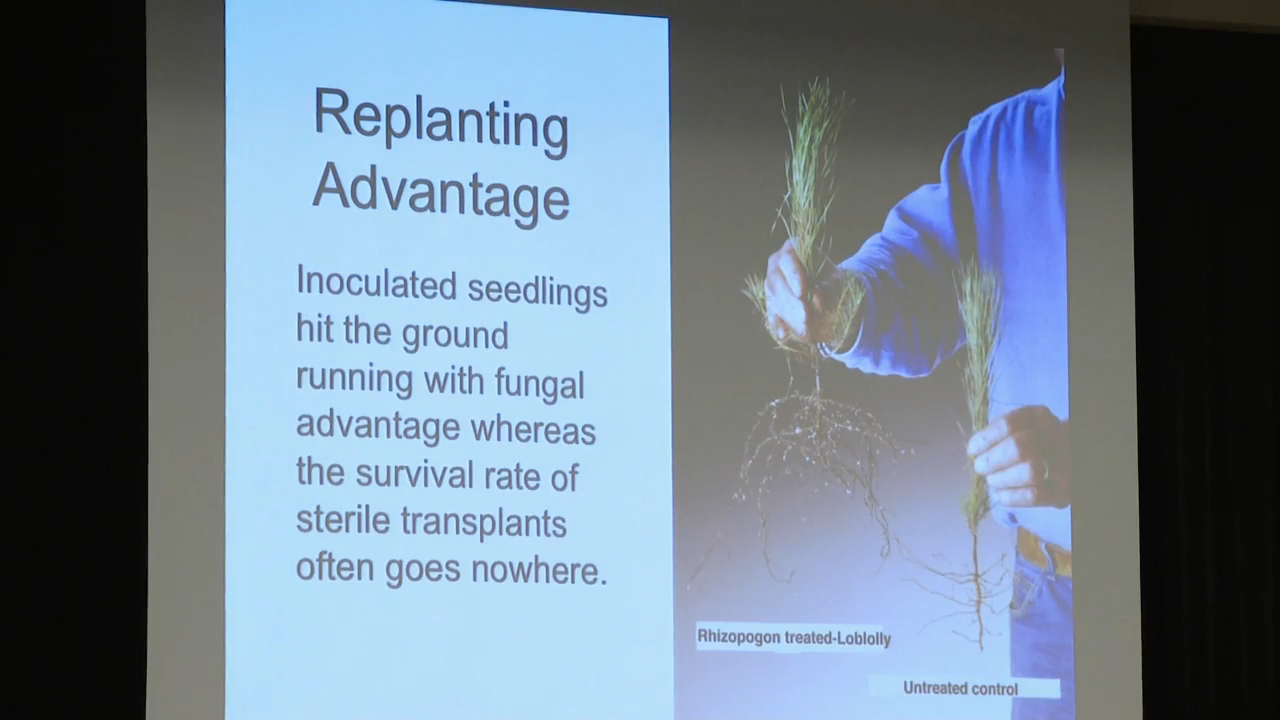 Replanting
Advantage
Inoculated seedlings
hit the ground
running with fungal
advantage whereas
the survival rate of
sterile transplants
often goes nowhere.
Rhizopogon treated-Loblolly
Untreated control